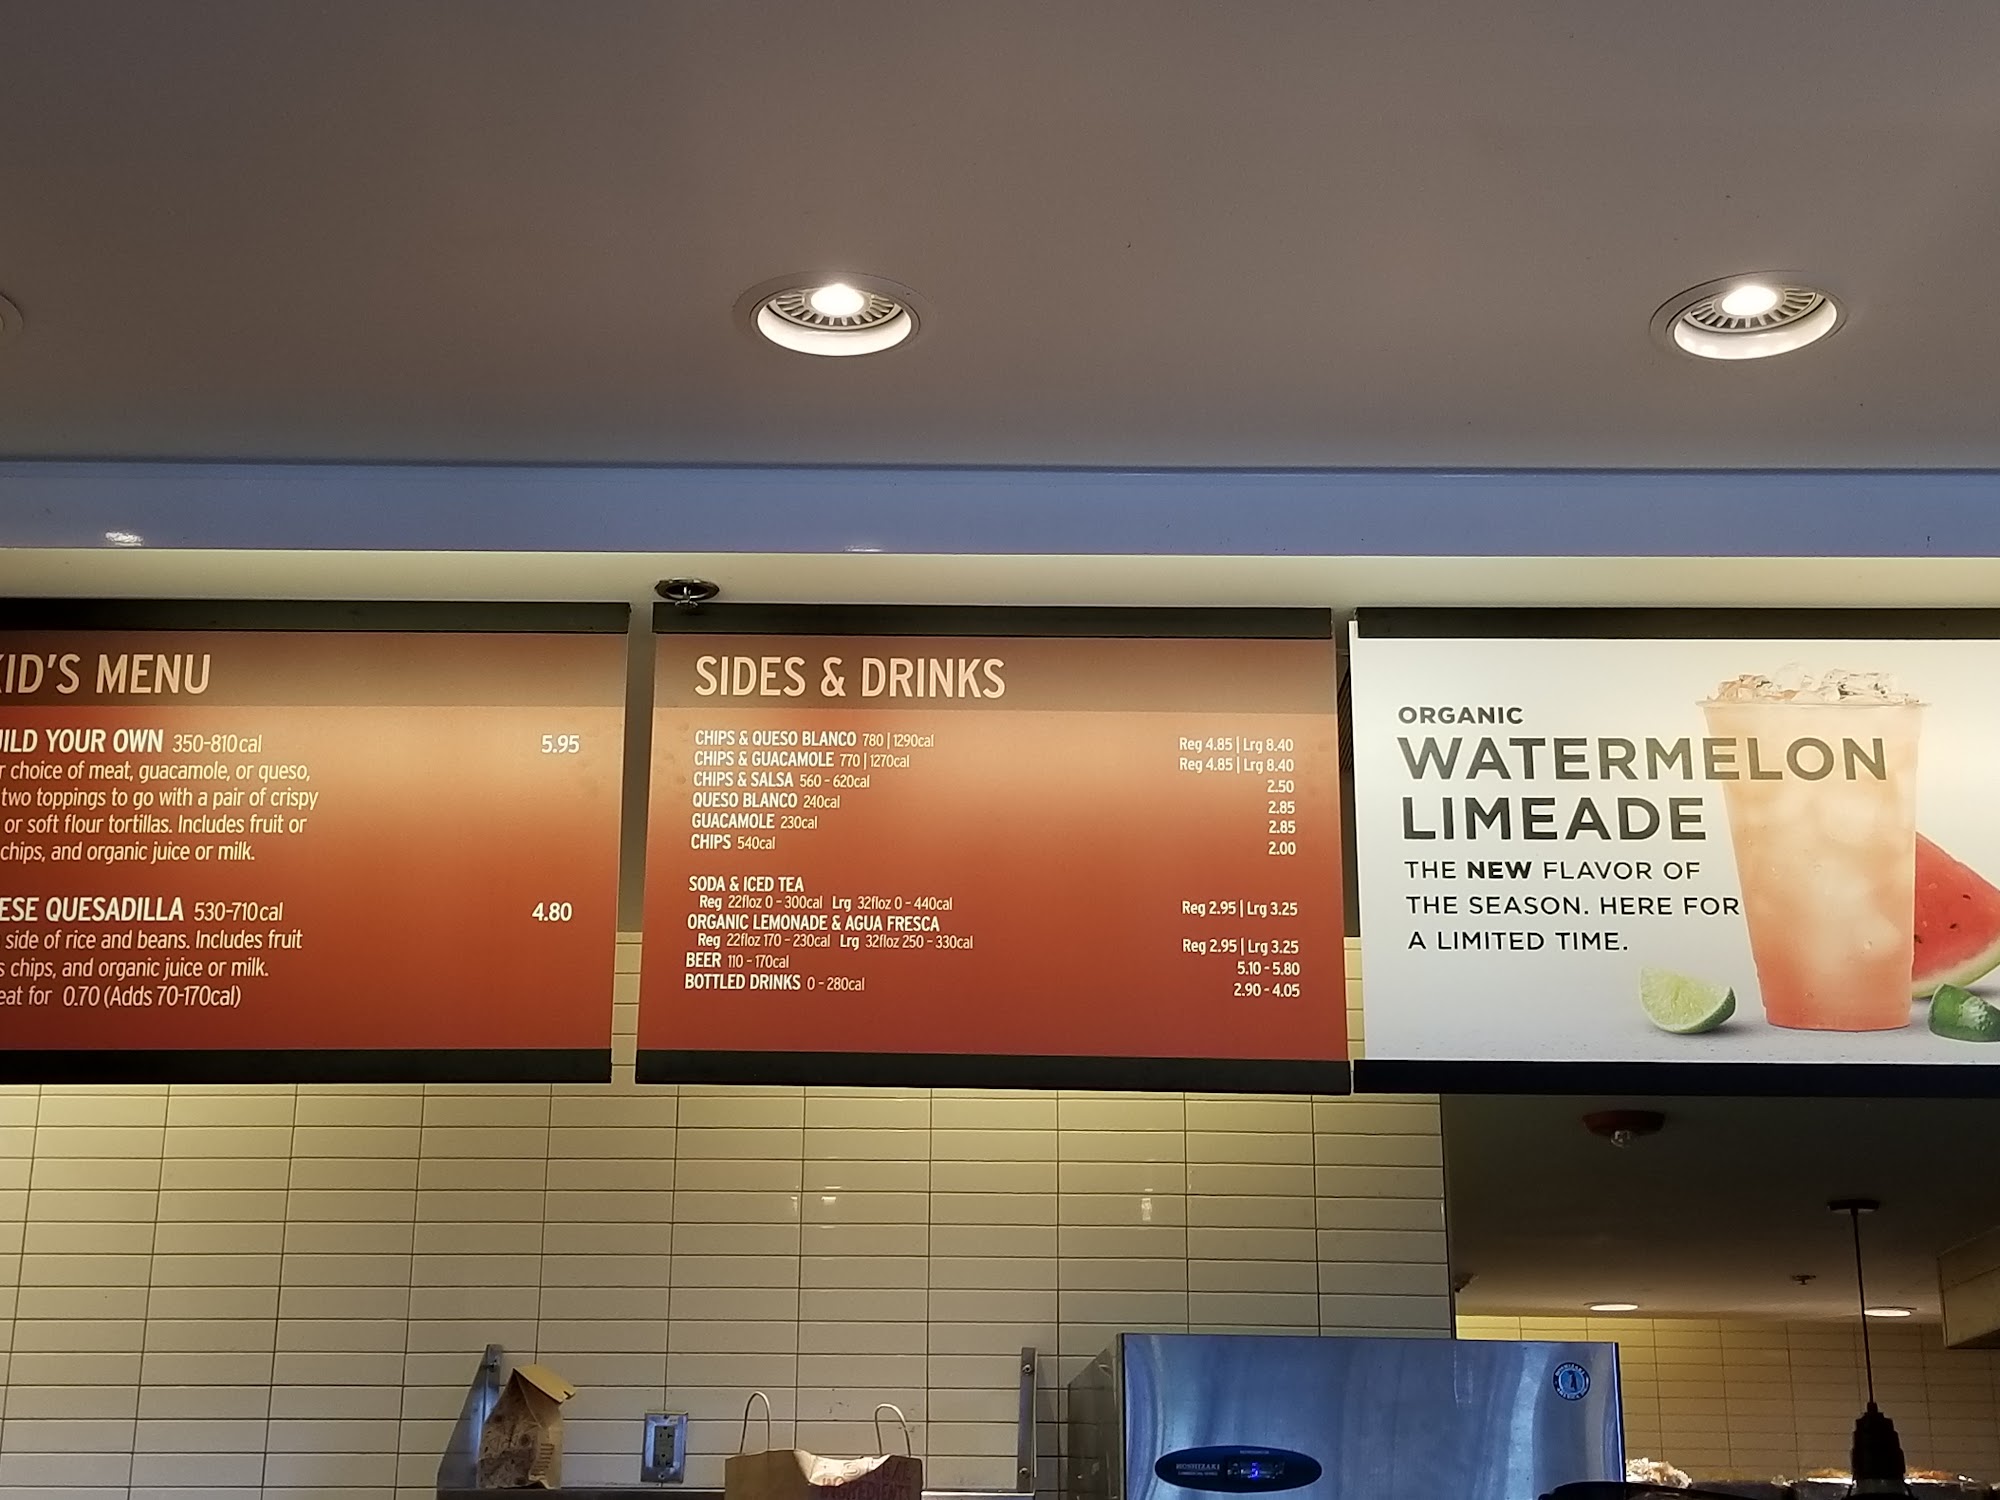 KID'S MENU
UILD YOUR OWN 350-810cal 5.95
r choice of meat, guacamole, or queso,
two toppings to go with a pair of crispy
or soft flour tortillas. Includes fruit or
chips, and organic juice or milk.
ESE QUESADILLA 530-710cal 4.80
side of rice and beans. Includes fruit
s chips, and organic juice or milk.
eat for 0.70 (Adds 70-170cal)
SIDES & DRINKS
CHIPS & QUESO BLANCO 780 | 1290cal Reg 4.85 | Lrg 8.40
CHIPS & GUACAMOLE 770 | 1270cal Reg 4.85 | Lrg 8.40
CHIPS & SALSA 560 - 620cal 2.50
QUESO BLANCO 240cal 2.85
GUACAMOLE 230cal 2.85
CHIPS 540cal 2.00
SODA & ICED TEA
Reg 22floz 0 - 300cal Lrg 32floz 0 - 440cal Reg 2.95 | Lrg 3.25
ORGANIC LEMONADE & AGUA FRESCA
Reg 22floz 170 - 230cal Lrg 32floz 250 - 330cal Reg 2.95 | Lrg 3.25
BEER 110 - 170cal 5.10 - 5.80
BOTTLED DRINKS 0 - 280cal 2.90 - 4.05
ORGANIC
WATERMELON
LIMEADE
THE NEW FLAVOR OF
THE SEASON. HERE FOR
A LIMITED TIME.
HOSHIZAKI